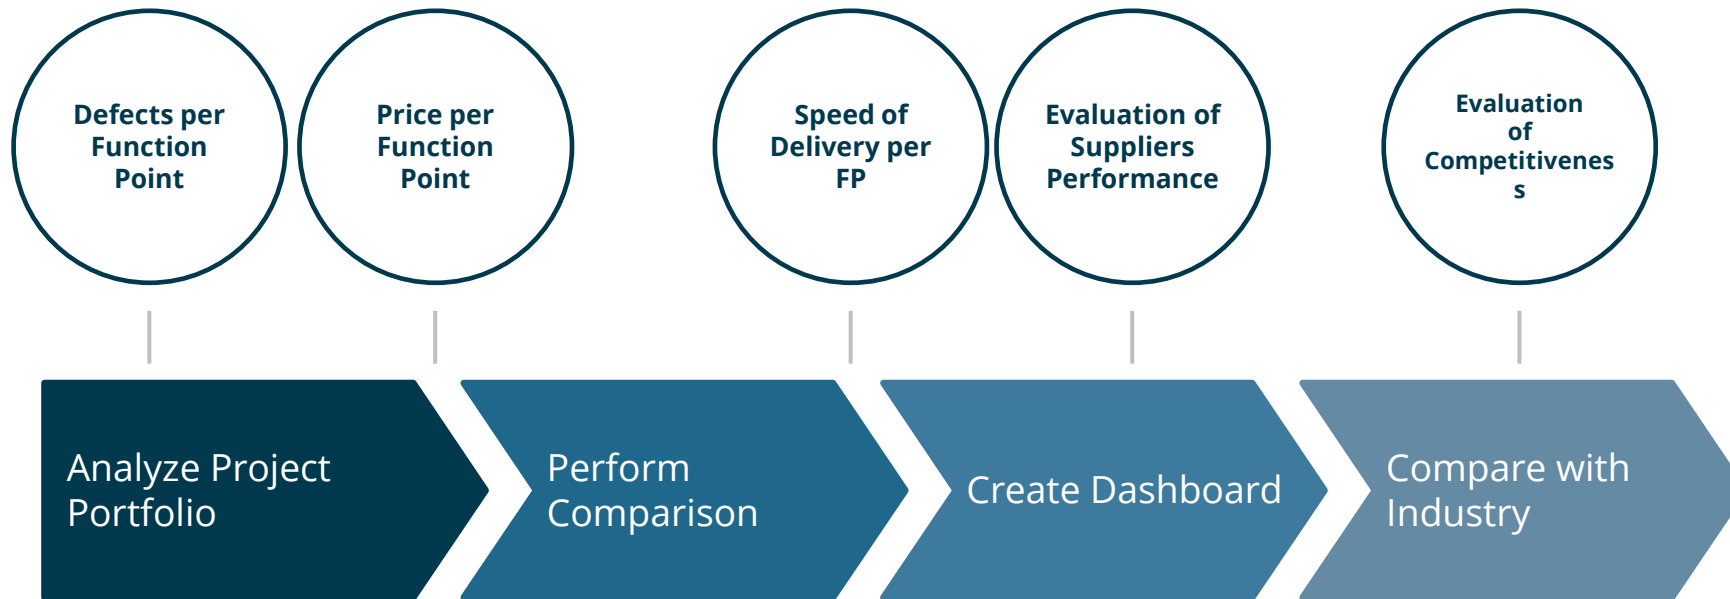 Defects per
Function
Point
Price per
Function
Point
Speed of
Delivery per
FP
Evaluation of
Suppliers
Performance
Evaluation
of
Competitivenes
s
Analyze Project
Portfolio
Perform
Comparison
Create Dashboard
Compare with
Industry